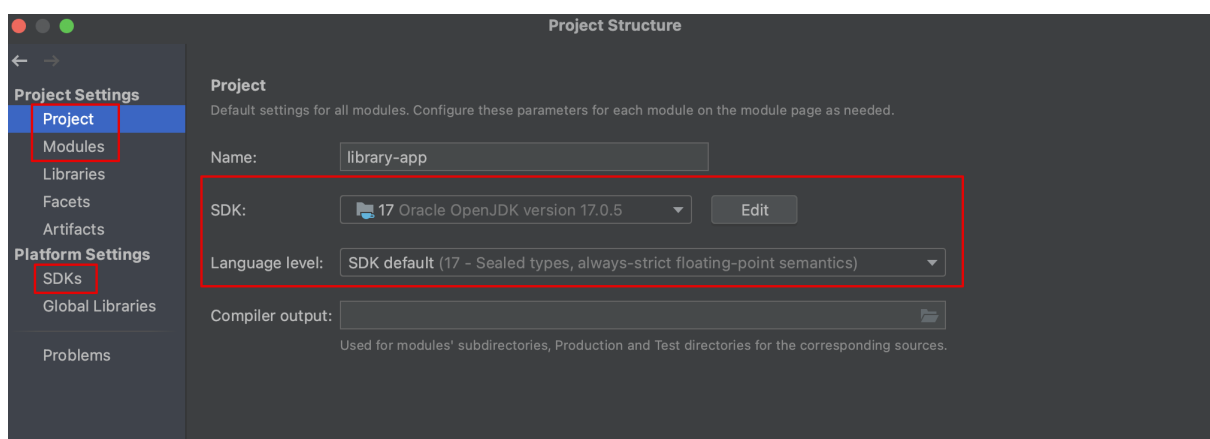 Project Structure
Project Settings
Project
Modules
Libraries
Facets
Artifacts
Platform Settings
SDKs
Global Libraries
Problems
Project
Default settings for all modules. Configure these parameters for each module on the module page as needed.
Name: library-app
SDK: 17 Oracle OpenJDK version 17.0.5 Edit
Language level: SDK default (17 - Sealed types, always-strict floating-point semantics)
Compiler output:
Used for modules' subdirectories, Production and Test directories for the corresponding sources.